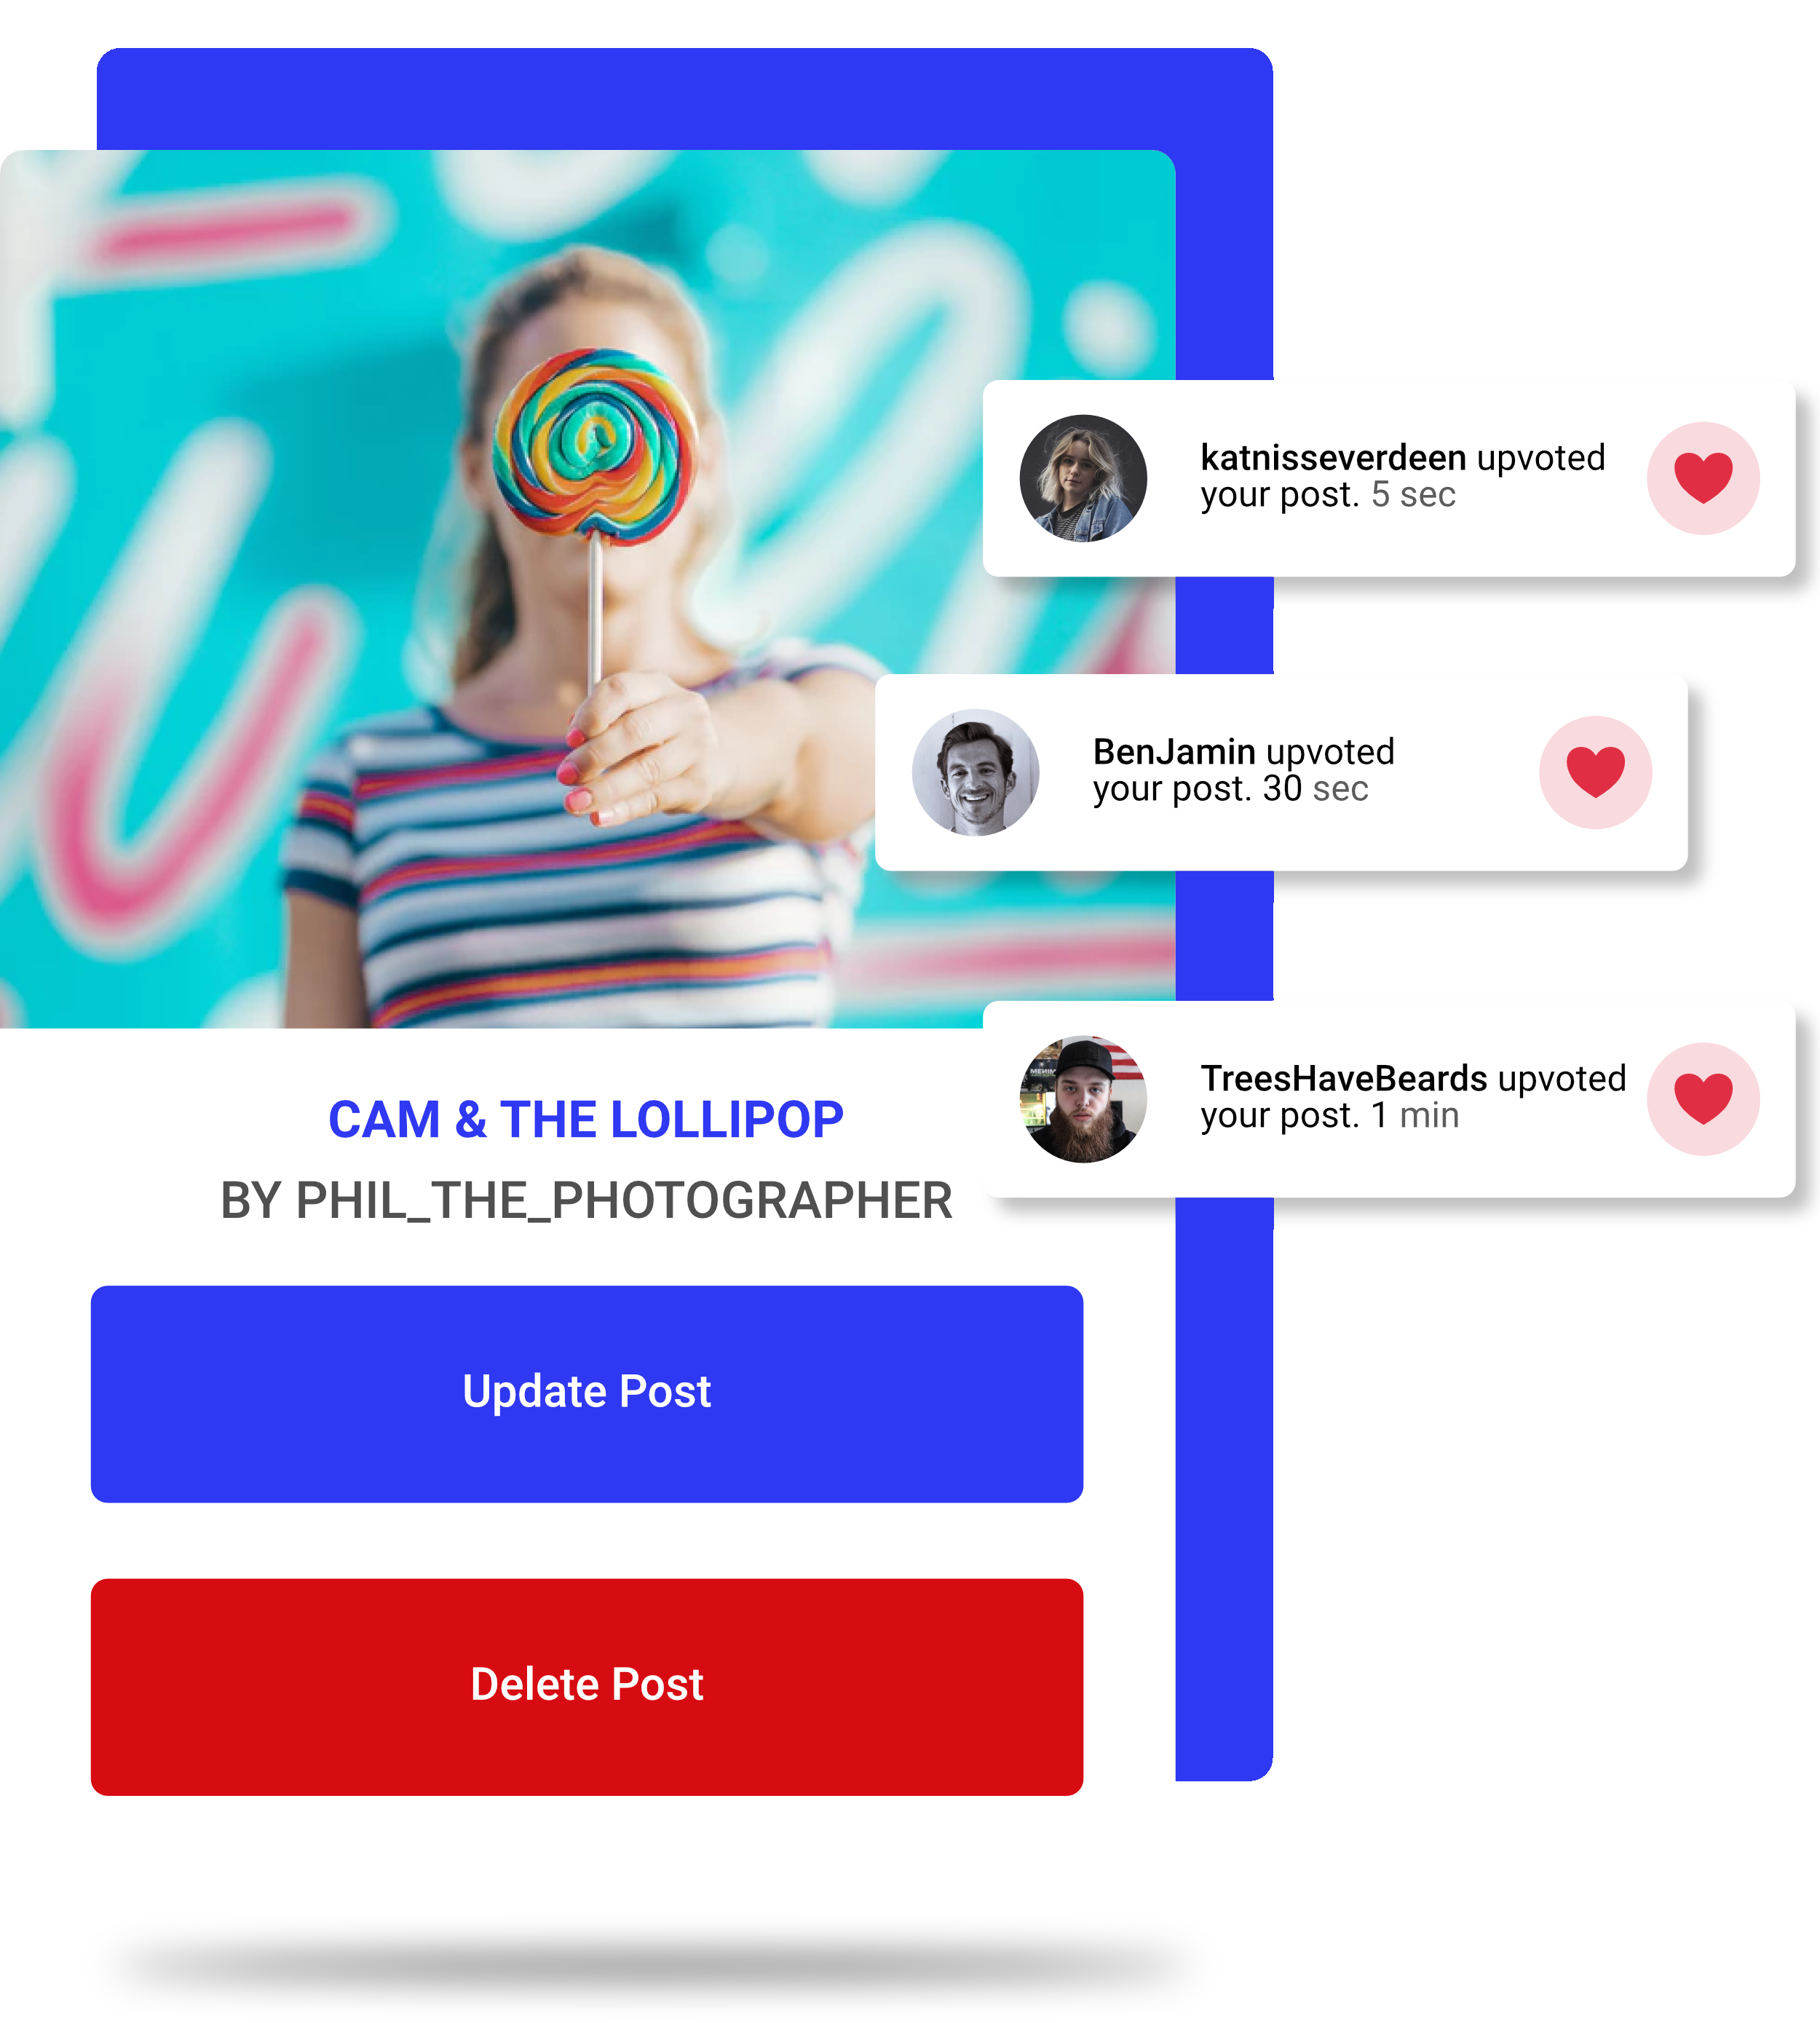 katnisseverdeen upvoted
your post. 5 sec
BenJamin upvoted
your post. 30 sec
TreesHaveBeards upvoted
your post. 1 min
CAM & THE LOLLIPOP
BY PHIL_THE_PHOTOGRAPHER
Update Post
Delete Post